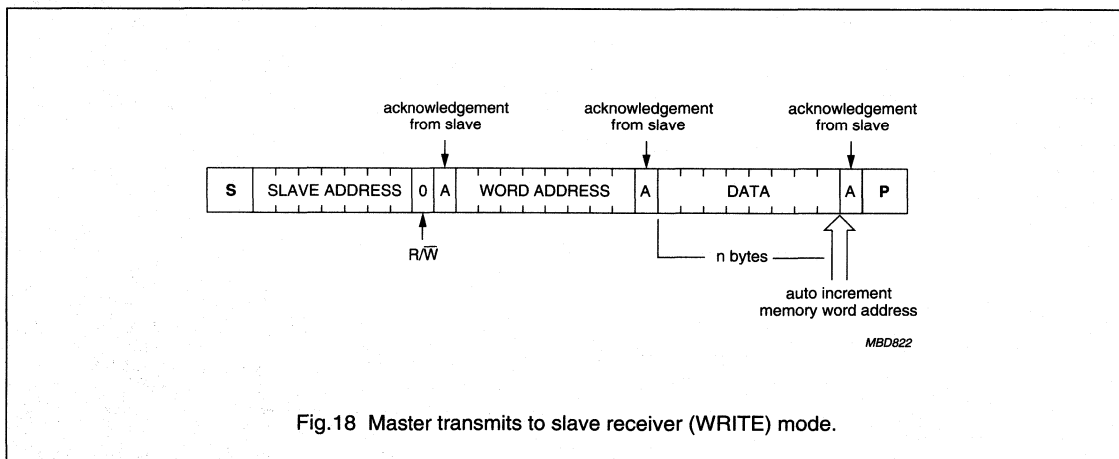 acknowledgement acknowledgement acknowledgement
from slave from slave from slave
S SLAVE ADDRESS 0 A WORD ADDRESS A DATA A P
R/W̅
n bytes
auto increment
memory word address
MBD822
Fig.18 Master transmits to slave receiver (WRITE) mode.